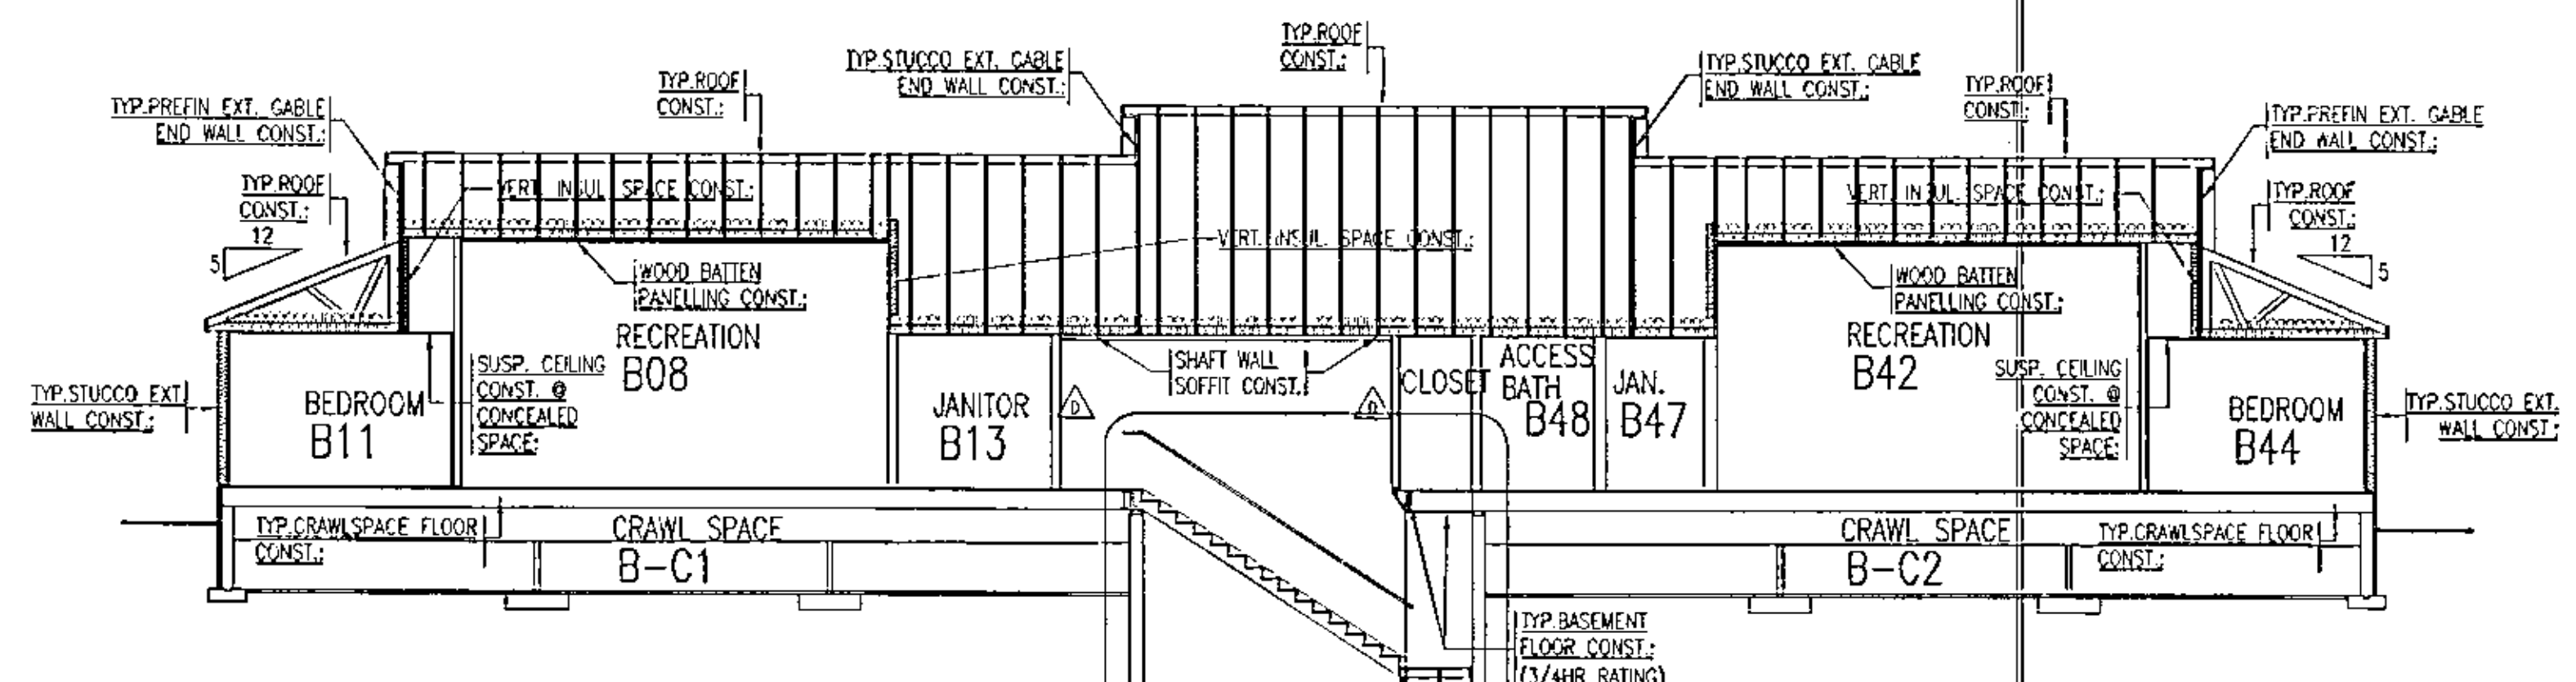 TYP.ROOF
CONST.:
TYP.STUCCO EXT. GABLE
END WALL CONST.:
TYP.STUCCO EXT. GABLE
END WALL CONST.:
TYP.ROOF
CONST.:
TYP.ROOF
CONST.:
TYP.PREFIN EXT. GABLE
END WALL CONST.:
TYP.PREFIN EXT. GABLE
END WALL CONST.:
TYP.ROOF
CONST.:
VERT. INSUL. SPACE CONST.:
VERT. INSUL. SPACE CONST.:
TYP.ROOF
CONST.:
12
5
VERT. INSUL. SPACE CONST.:
12
5
WOOD BATTEN
PANELLING CONST.:
WOOD BATTEN
PANELLING CONST.:
RECREATION
B08
RECREATION
B42
SHAFT WALL
SOFFIT CONST.:
ACCESS
BATH
B48
CLOSET
JAN.
B47
SUSP. CEILING
CONST. @
CONCEALED
SPACE:
SUSP. CEILING
CONST. @
CONCEALED
SPACE:
TYP.STUCCO EXT.
WALL CONST.:
BEDROOM
B11
JANITOR
B13
D
BEDROOM
B44
TYP.STUCCO EXT.
WALL CONST.:
TYP.CRAWLSPACE FLOOR
CONST.:
CRAWL SPACE
B-C1
CRAWL SPACE
B-C2
TYP.CRAWLSPACE FLOOR
CONST.:
TYP.BASEMENT
FLOOR CONST.:
(3/4HR RATING)